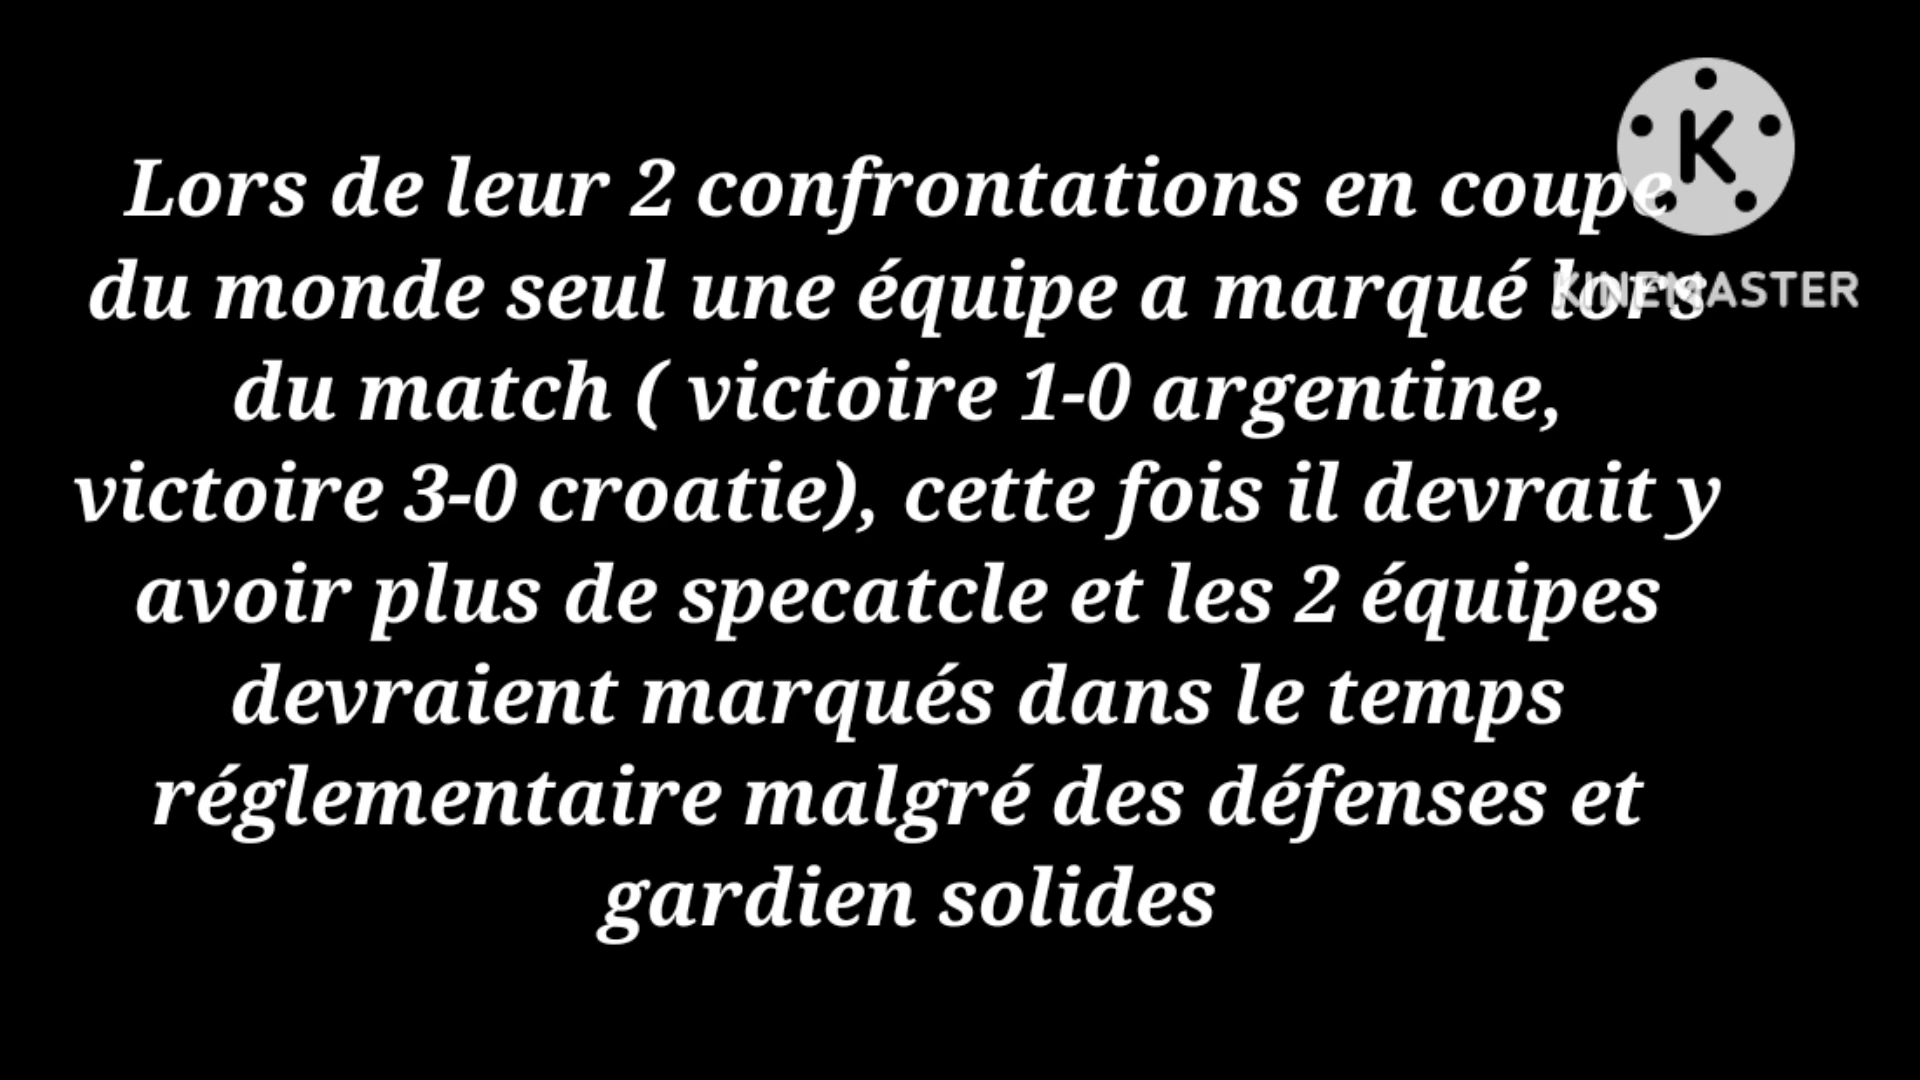 Lors de leur 2 confrontations en coupe
du monde seul une équipe a marqué lors
du match ( victoire 1-0 argentine,
victoire 3-0 croatie), cette fois il devrait y
avoir plus de specatcle et les 2 équipes
devraient marqués dans le temps
réglementaire malgré des défenses et
gardien solides
K
KINEMASTER